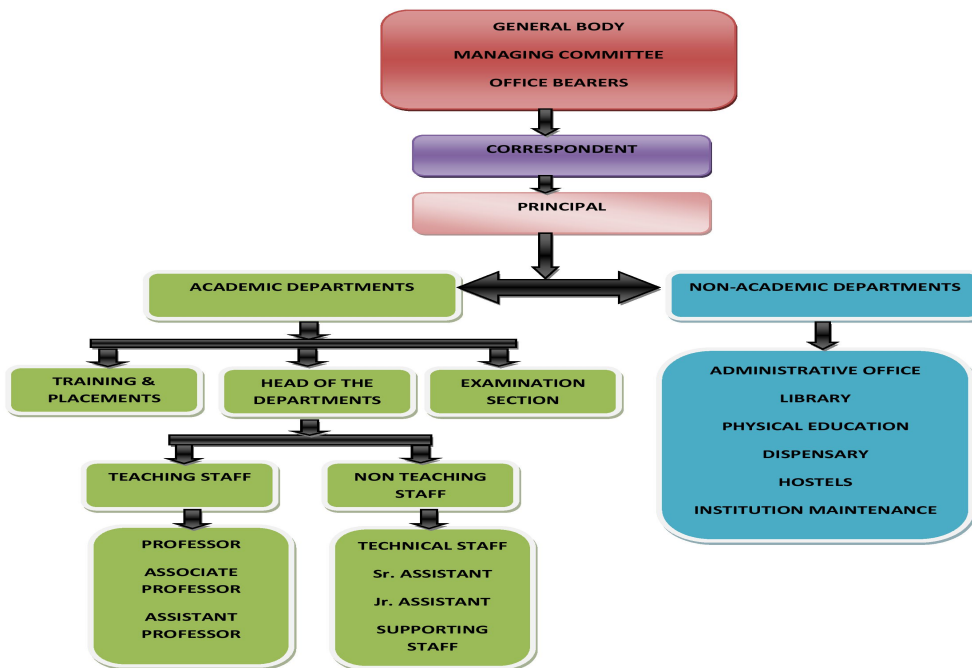 GENERAL BODY
MANAGING COMMITTEE
OFFICE BEARERS
CORRESPONDENT
PRINCIPAL
ACADEMIC DEPARTMENTS
NON-ACADEMIC DEPARTMENTS
TRAINING &
PLACEMENTS
HEAD OF THE
DEPARTMENTS
EXAMINATION
SECTION
ADMINISTRATIVE OFFICE
LIBRARY
PHYSICAL EDUCATION
DISPENSARY
HOSTELS
INSTITUTION MAINTENANCE
TEACHING STAFF
NON TEACHING
STAFF
PROFESSOR
ASSOCIATE
PROFESSOR
ASSISTANT
PROFESSOR
TECHNICAL STAFF
Sr. ASSISTANT
Jr. ASSISTANT
SUPPORTING
STAFF